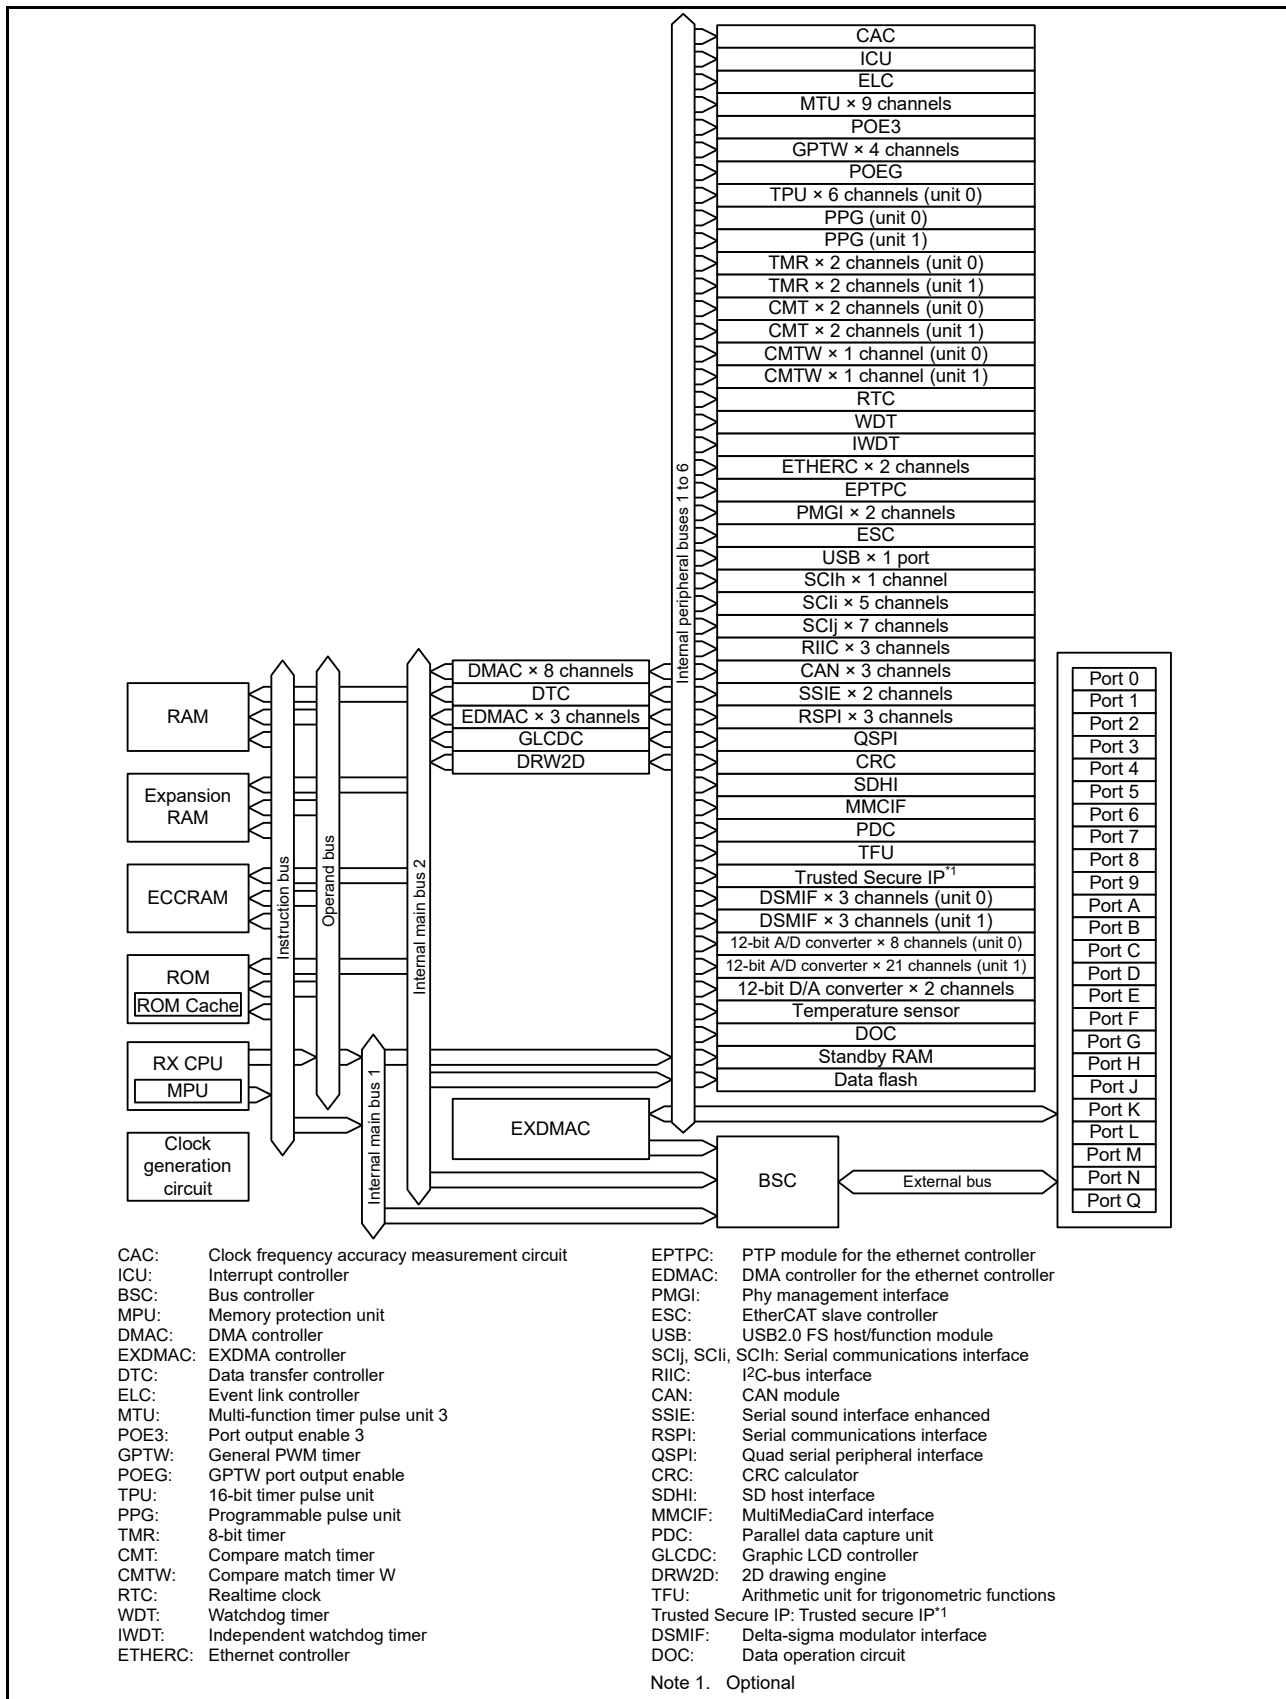 CAC
ICU
ELC
MTU × 9 channels
POE3
GPTW × 4 channels
POEG
TPU × 6 channels (unit 0)
PPG (unit 0)
PPG (unit 1)
TMR × 2 channels (unit 0)
TMR × 2 channels (unit 1)
CMT × 2 channels (unit 0)
CMT × 2 channels (unit 1)
CMTW × 1 channel (unit 0)
CMTW × 1 channel (unit 1)
RTC
WDT
IWDT
ETHERC × 2 channels
EPTPC
PMGI × 2 channels
ESC
USB × 1 port
SCIh × 1 channel
SCIi × 5 channels
SCIj × 7 channels
RIIC × 3 channels
CAN × 3 channels
SSIE × 2 channels
RSPI × 3 channels
QSPI
CRC
SDHI
MMCIF
PDC
TFU
Trusted Secure IP*1
DSMIF × 3 channels (unit 0)
DSMIF × 3 channels (unit 1)
12-bit A/D converter × 8 channels (unit 0)
12-bit A/D converter × 21 channels (unit 1)
12-bit D/A converter × 2 channels
Temperature sensor
DOC
Standby RAM
Data flash
Internal peripheral buses 1 to 6
DMAC × 8 channels
DTC
EDMAC × 3 channels
GLCDC
DRW2D
RAM
Expansion
RAM
ECCRAM
ROM
ROM Cache
RX CPU
MPU
Clock
generation
circuit
Instruction bus
Operand bus
Internal main bus 1
Internal main bus 2
EXDMAC
BSC
External bus
Port 0
Port 1
Port 2
Port 3
Port 4
Port 5
Port 6
Port 7
Port 8
Port 9
Port A
Port B
Port C
Port D
Port E
Port F
Port G
Port H
Port J
Port K
Port L
Port M
Port N
Port Q
CAC: Clock frequency accuracy measurement circuit
ICU: Interrupt controller
BSC: Bus controller
MPU: Memory protection unit
DMAC: DMA controller
EXDMAC: EXDMA controller
DTC: Data transfer controller
ELC: Event link controller
MTU: Multi-function timer pulse unit 3
POE3: Port output enable 3
GPTW: General PWM timer
POEG: GPTW port output enable
TPU: 16-bit timer pulse unit
PPG: Programmable pulse unit
TMR: 8-bit timer
CMT: Compare match timer
CMTW: Compare match timer W
RTC: Realtime clock
WDT: Watchdog timer
IWDT: Independent watchdog timer
ETHERC: Ethernet controller
EPTPC: PTP module for the ethernet controller
EDMAC: DMA controller for the ethernet controller
PMGI: Phy management interface
ESC: EtherCAT slave controller
USB: USB2.0 FS host/function module
SCIj, SCIi, SCIh: Serial communications interface
RIIC: I2C-bus interface
CAN: CAN module
SSIE: Serial sound interface enhanced
RSPI: Serial communications interface
QSPI: Quad serial peripheral interface
CRC: CRC calculator
SDHI: SD host interface
MMCIF: MultiMediaCard interface
PDC: Parallel data capture unit
GLCDC: Graphic LCD controller
DRW2D: 2D drawing engine
TFU: Arithmetic unit for trigonometric functions
Trusted Secure IP: Trusted secure IP*1
DSMIF: Delta-sigma modulator interface
DOC: Data operation circuit
Note 1. Optional